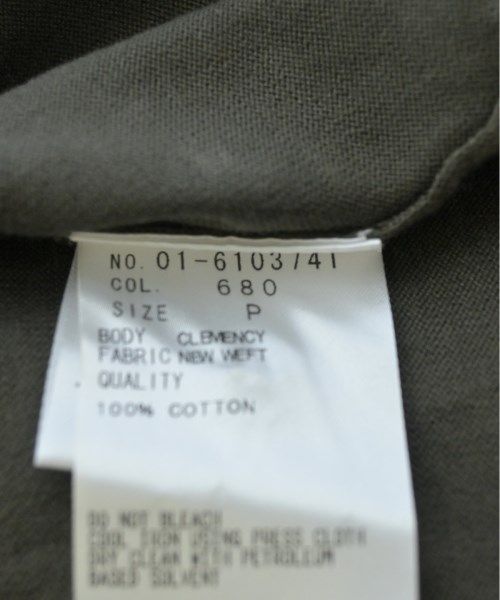 NO. 01-6103741
COL. 680
SIZE P
BODY CLEMENCY
FABRIC NEW WEFT
QUALITY
100% COTTON
DO NOT BLEACH
COOL IRON USING PRESS CLOTH
DRY CLEAN WITH PETROLEUM
BASED SOLVENT